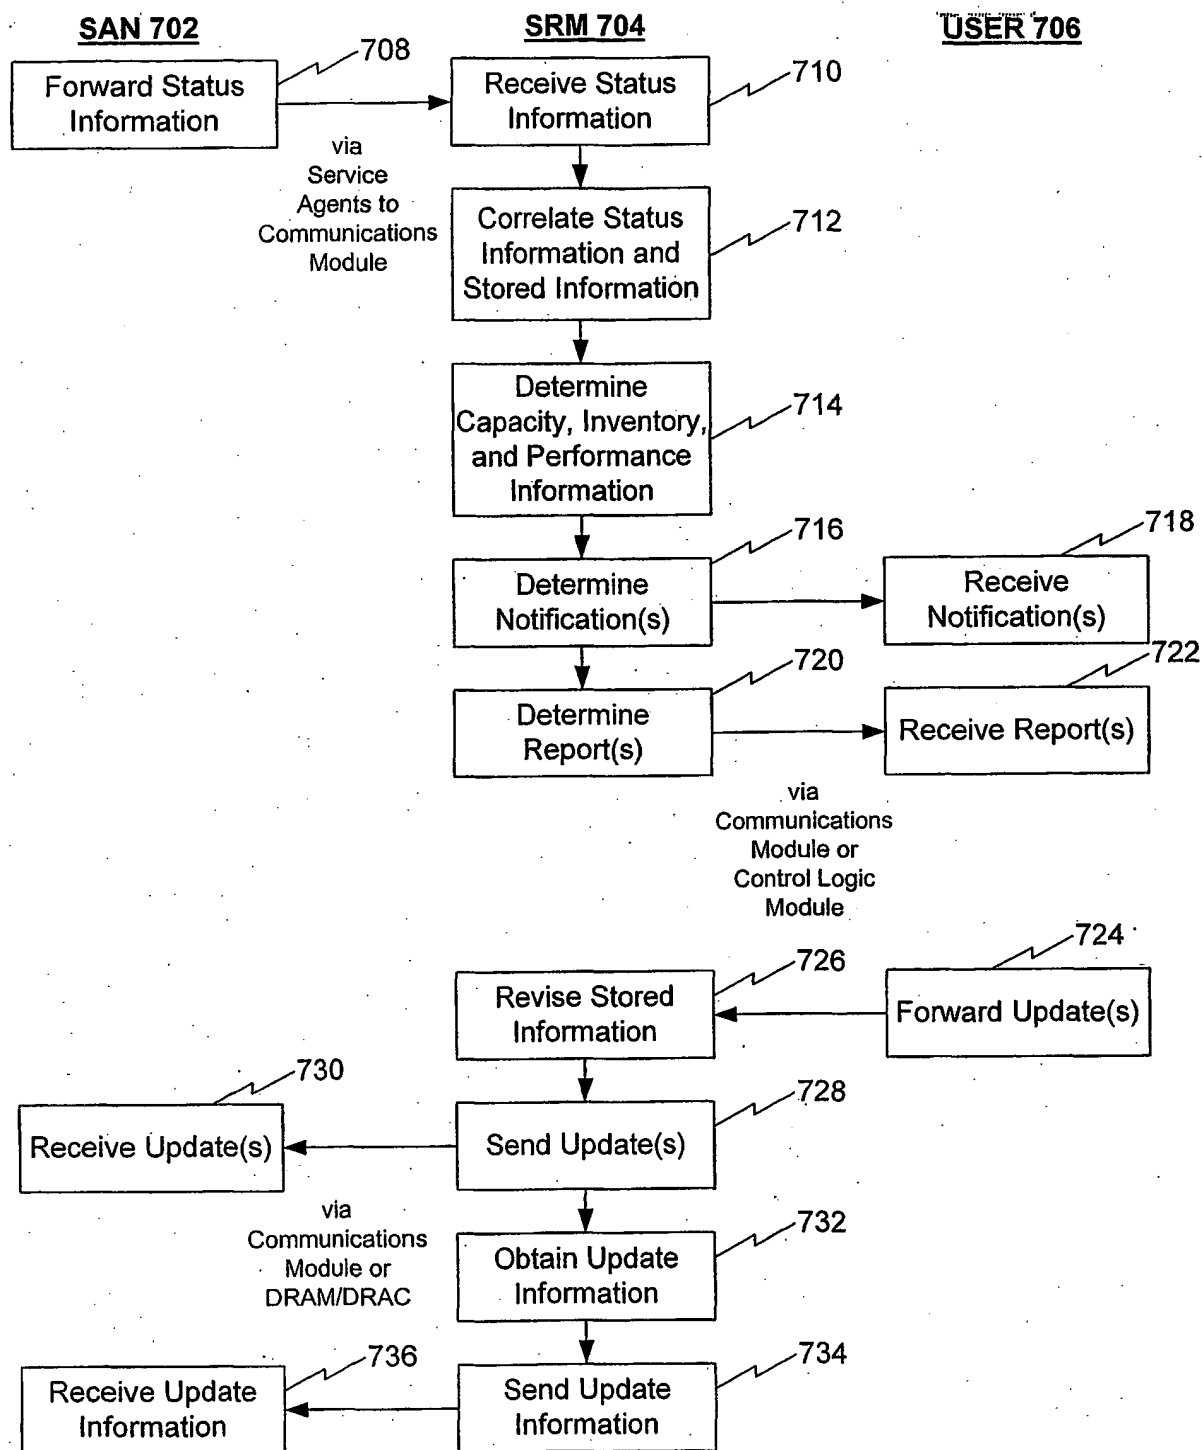 SAN 702
SRM 704
USER 706
708
Forward Status
Information
710
Receive Status
Information
via
Service
Agents to
Communications
Module
712
Correlate Status
Information and
Stored Information
714
Determine
Capacity, Inventory,
and Performance
Information
716
Determine
Notification(s)
718
Receive
Notification(s)
720
Determine
Report(s)
722
Receive Report(s)
via
Communications
Module or
Control Logic
Module
724
Forward Update(s)
726
Revise Stored
Information
728
Send Update(s)
730
Receive Update(s)
via
Communications
Module or
DRAM/DRAC
732
Obtain Update
Information
734
Send Update
Information
736
Receive Update
Information